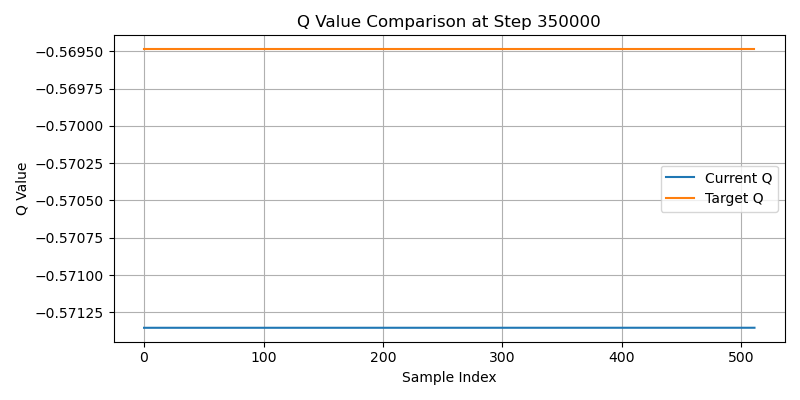 Q Value Comparison at Step 350000
−0.56950
−0.56975
−0.57000
−0.57025
−0.57050
−0.57075
−0.57100
−0.57125
Q Value
Current Q
Target Q
0 100 200 300 400 500
Sample Index